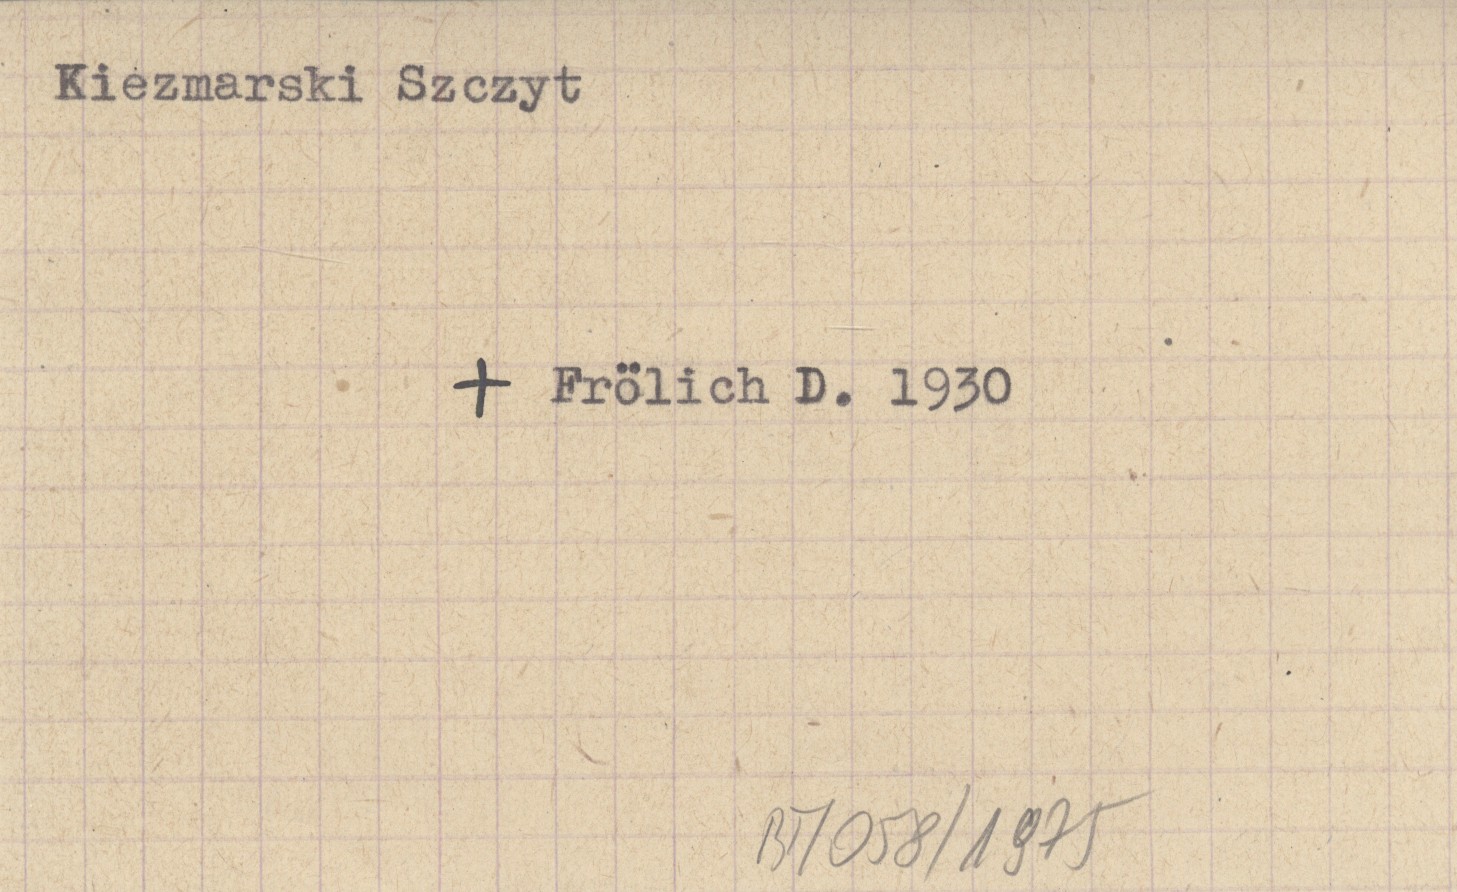 Kiezmarski Szczyt
+ Frölich D. 1930
BT/058/1975